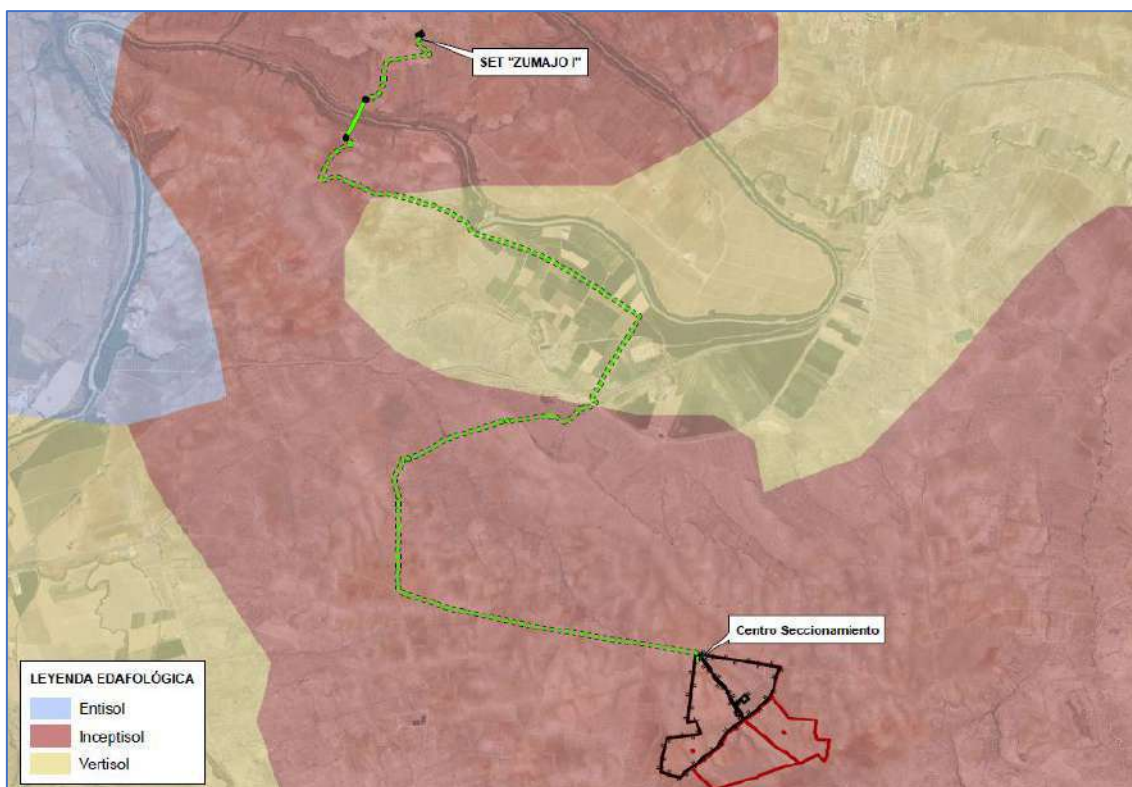 SET "ZUMAJO I"
Centro Seccionamiento
LEYENDA EDAFOLÓGICA
Entisol
Inceptisol
Vertisol